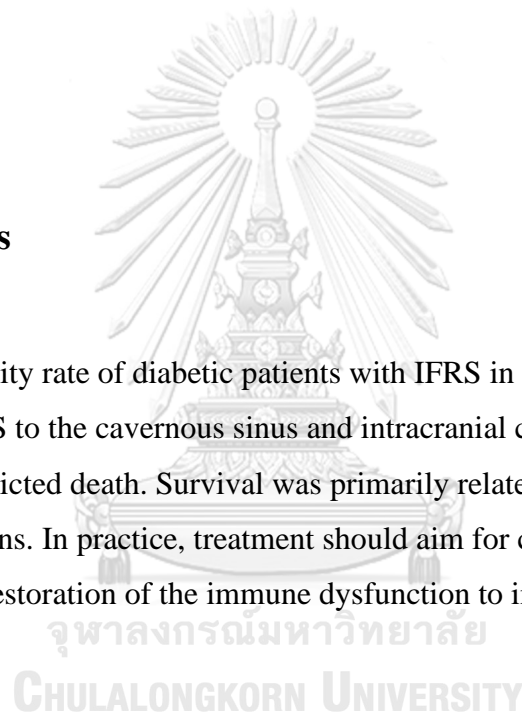 s
ity rate of diabetic patients with IFRS in
S to the cavernous sinus and intracranial c
icted death. Survival was primarily relate
ns. In practice, treatment should aim for c
estoration of the immune dysfunction to i
จุฬาลงกรณ์มหาวิทยาลัย
CHULALONGKORN UNIVERSITY